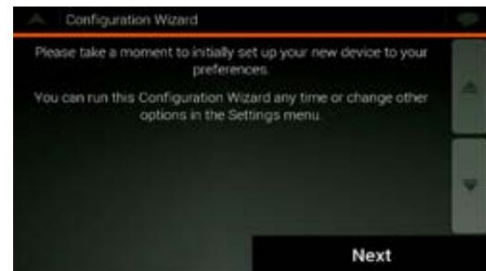 Configuration Wizard
Please take a moment to initially set up your new device to your
preferences.
You can run this Configuration Wizard any time or change other
options in the Settings menu.
Next